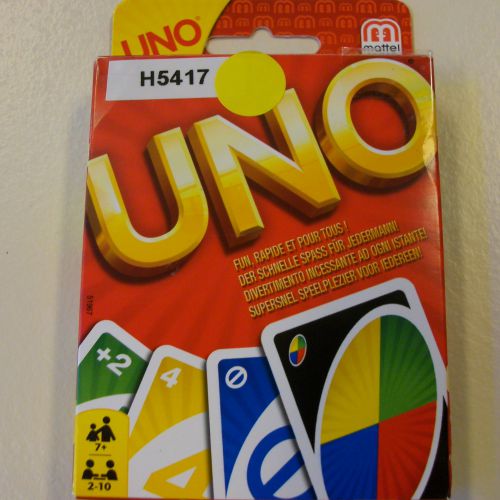 UNO
mattel
H5417
UNO
FUN, RAPIDE ET POUR TOUS !
DER SCHNELLE SPASS FÜR JEDERMANN!
DIVERTIMENTO INCESSANTE AD OGNI ISTANTE!
SUPERSNEL SPEELPLEZIER VOOR IEDEREEN!
51967
+2
4
7+
2-10